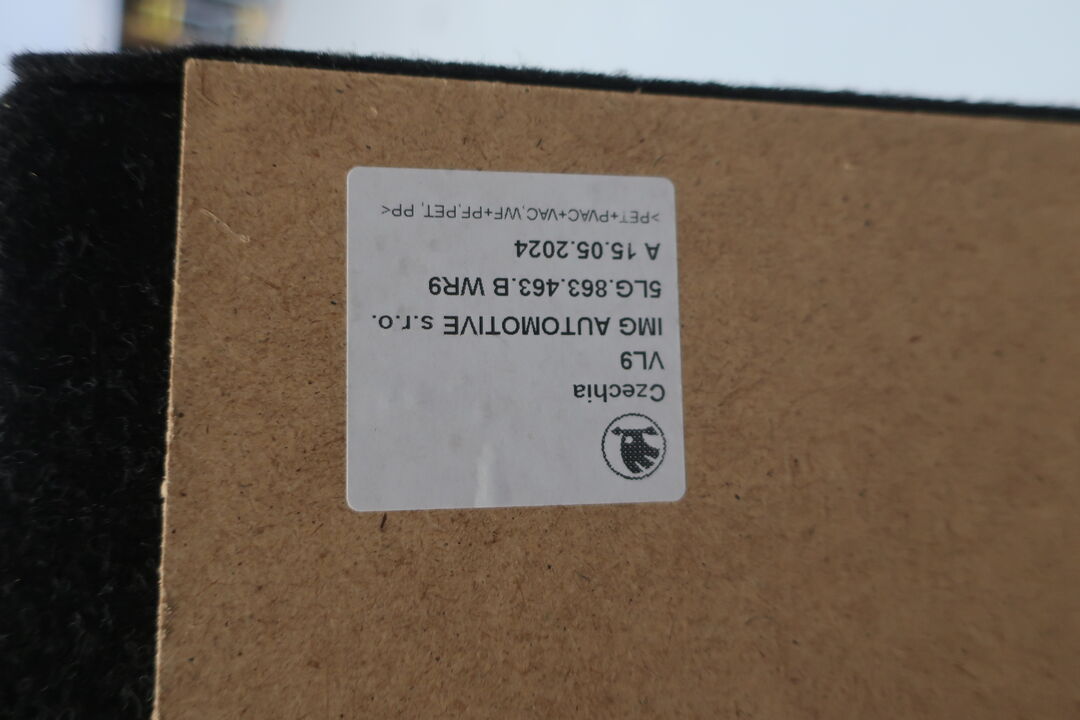 Czechia
VL9
IMG AUTOMOTIVE s.r.o.
5LG.863.463.B WR9
A 15.05.2024
>PET+PVAC+VAC,WF+PF,PET, PP<